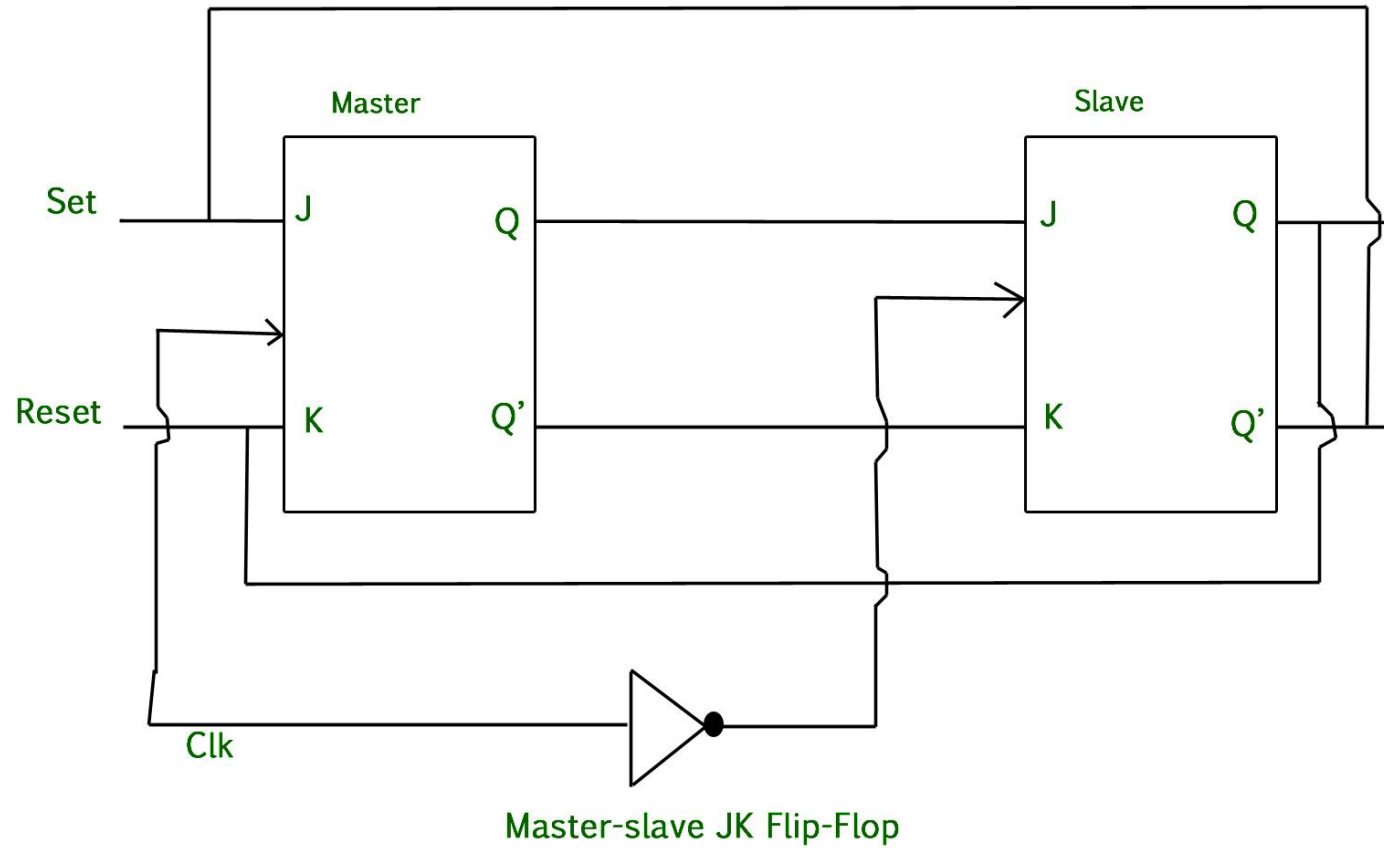 Master
Slave
Set
J
Q
J
Q
Reset
K
Q’
K
Q’
Clk
Master-slave JK Flip-Flop